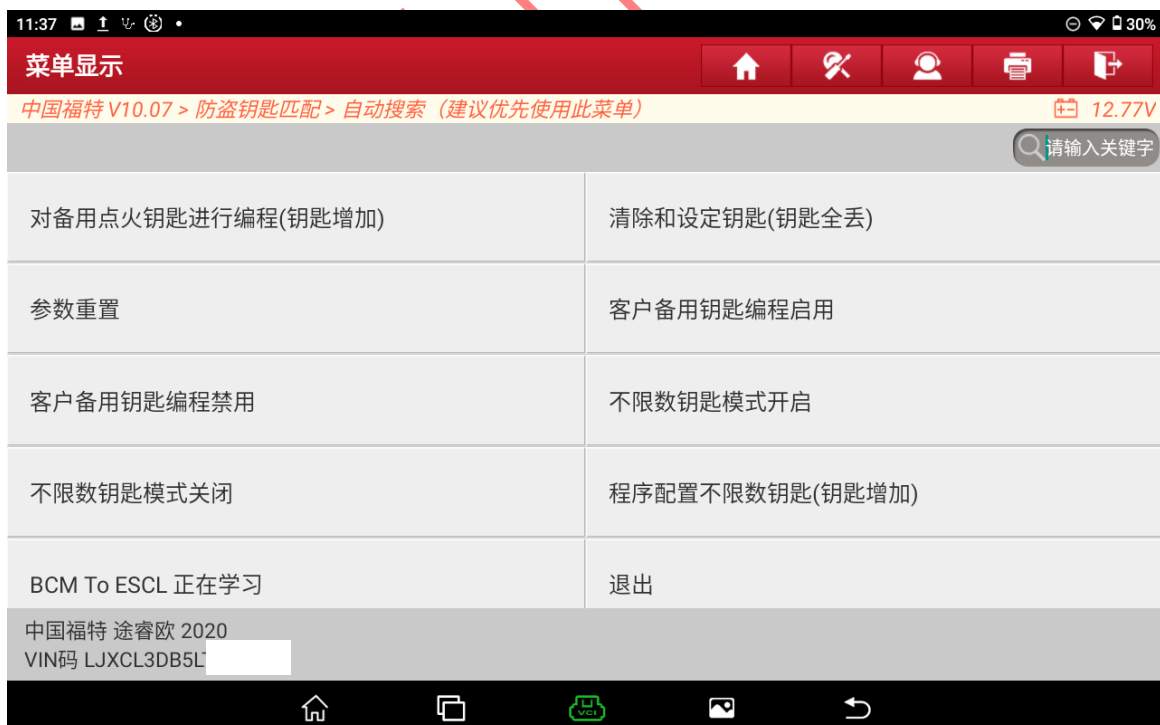 11:37
30%
菜单显示
中国福特 V10.07 > 防盗钥匙匹配 > 自动搜索（建议优先使用此菜单）
12.77V
请输入关键字
对备用点火钥匙进行编程(钥匙增加)
清除和设定钥匙(钥匙全丢)
参数重置
客户备用钥匙编程启用
客户备用钥匙编程禁用
不限数钥匙模式开启
不限数钥匙模式关闭
程序配置不限数钥匙(钥匙增加)
BCM To ESCL 正在学习
退出
中国福特 途睿欧 2020
VIN码 LJXCL3DB5L
VCI